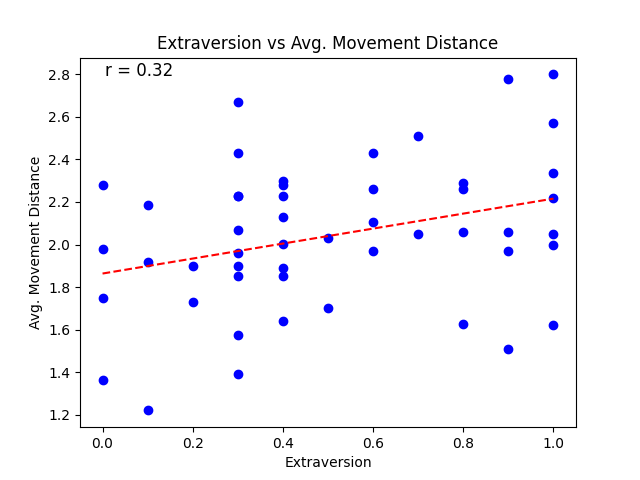 Extraversion vs Avg. Movement Distance
r = 0.32
2.8
2.6
2.4
2.2
2.0
1.8
1.6
1.4
1.2
Avg. Movement Distance
0.0 0.2 0.4 0.6 0.8 1.0
Extraversion